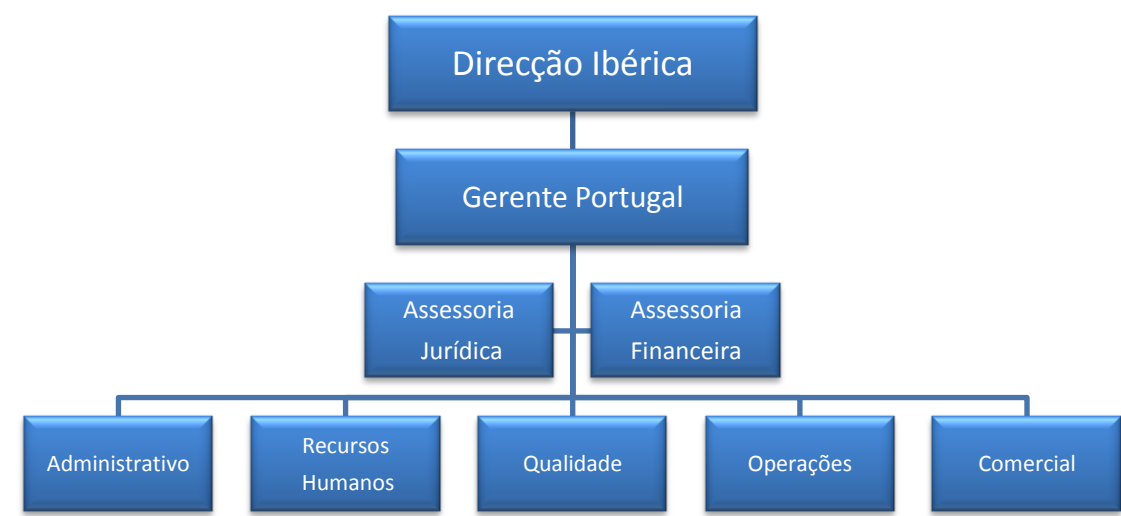 Direcção Ibérica
Gerente Portugal
Assessoria
Jurídica
Assessoria
Financeira
Administrativo
Recursos
Humanos
Qualidade
Operações
Comercial